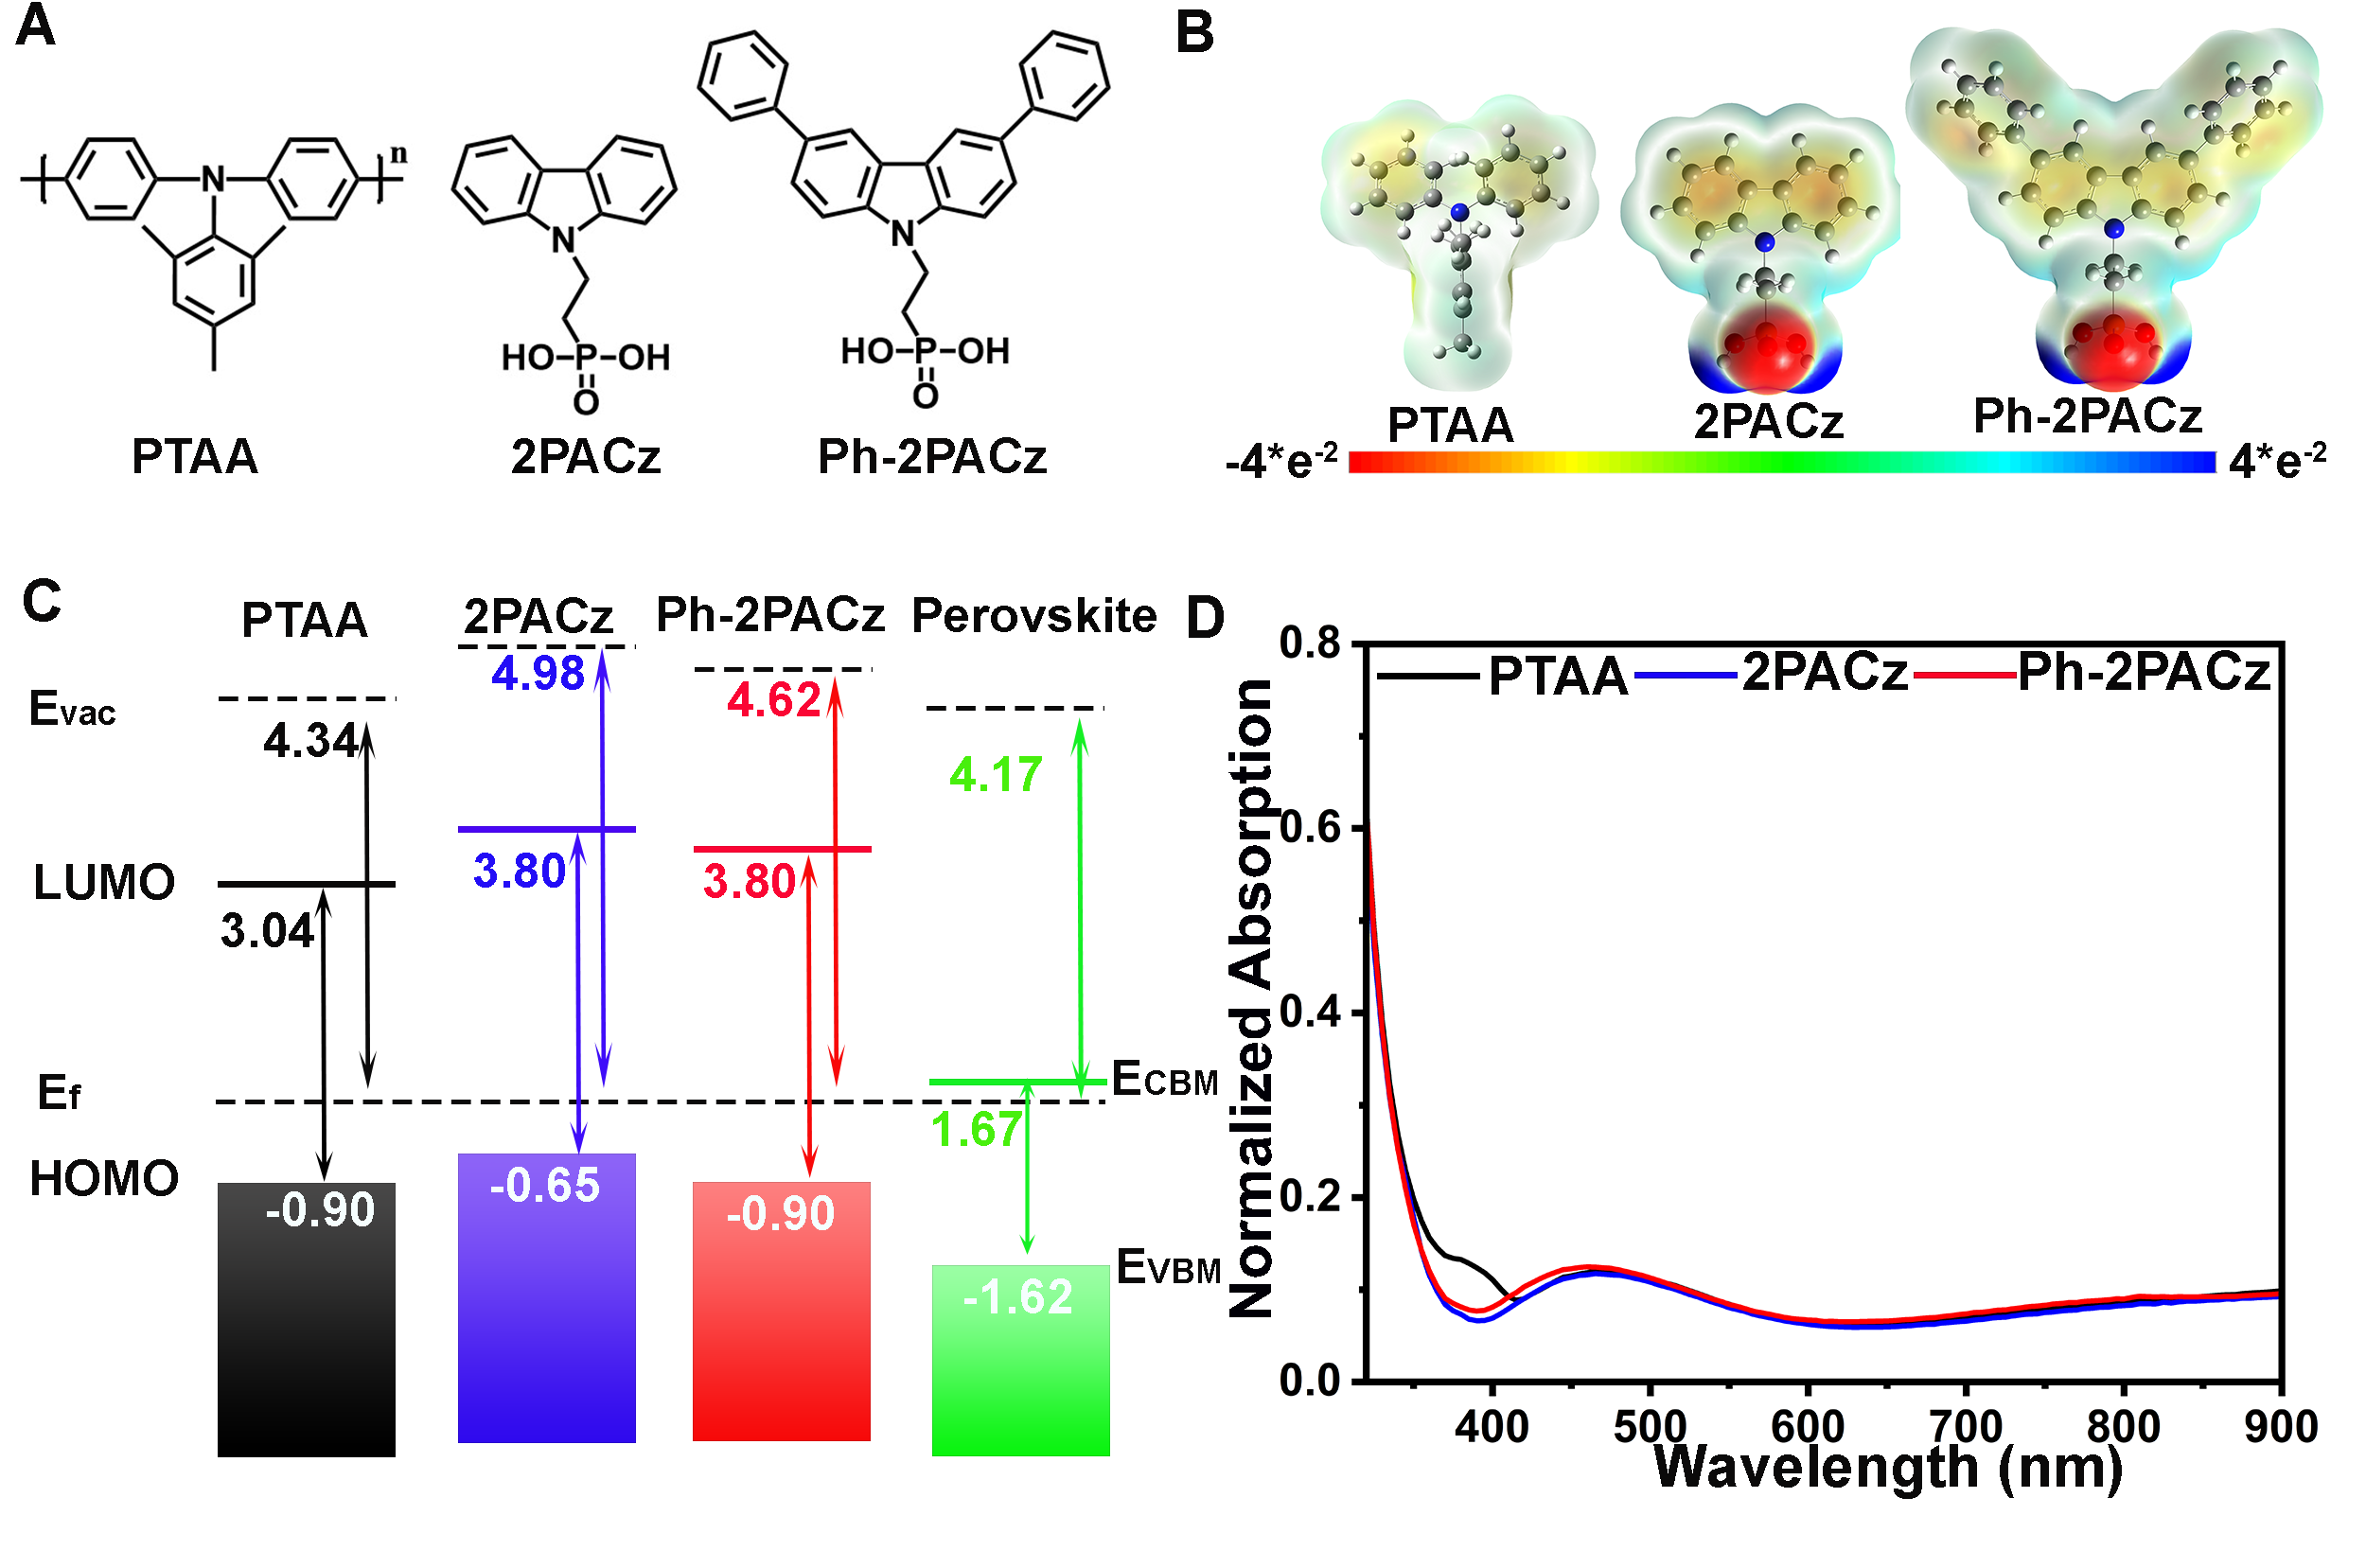 A
n
N
N
HO-P-OH
O
N
HO-P-OH
O
PTAA
2PACz
Ph-2PACz
B
PTAA
2PACz
Ph-2PACz
-4*e-2
4*e-2
C
PTAA
2PACz
Ph-2PACz
Perovskite
Evac
4.34
4.98
4.62
4.17
LUMO
3.04
3.80
3.80
Ef
ECBM
1.67
HOMO
-0.90
-0.65
-0.90
EVBM
-1.62
D
PTAA
2PACz
Ph-2PACz
Normalized Absorption
0.8
0.6
0.4
0.2
0.0
400 500 600 700 800 900
Wavelength (nm)